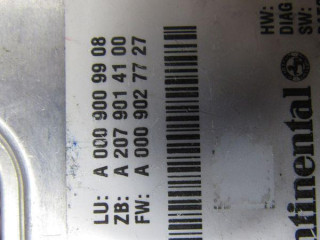 LU: A 000 900 99 08
ZB: A 207 901 41 00
FW: A 000 902 77 27
HW:
DIAG
SW:
ntinental